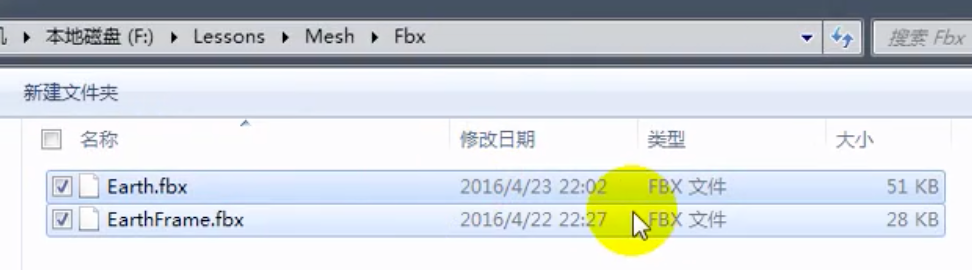 本地磁盘 (F:) Lessons Mesh Fbx 搜索 Fbx
新建文件夹
名称 修改日期 类型 大小
Earth.fbx 2016/4/23 22:02 FBX 文件 51 KB
EarthFrame.fbx 2016/4/22 22:27 FBX 文件 28 KB